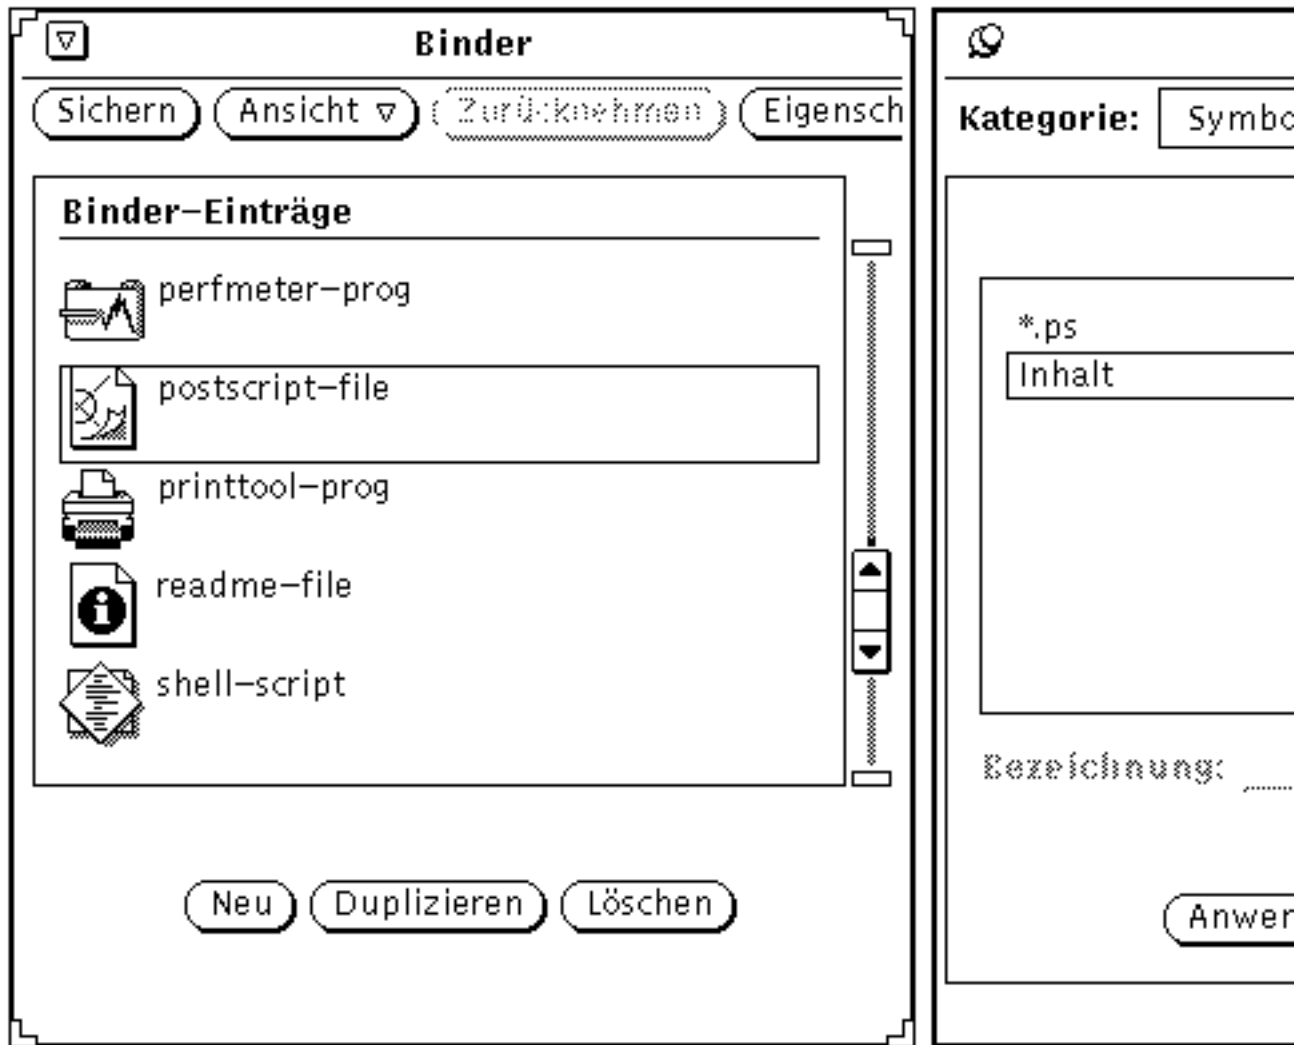 Binder
Sichern Ansicht Zurücknehmen Eigensch
Binder-Einträge
perfmeter-prog
postscript-file
printtool-prog
readme-file
shell-script
Neu Duplizieren Löschen
Kategorie: Symbo
*.ps
Inhalt
Bezeichnung:
Anwen